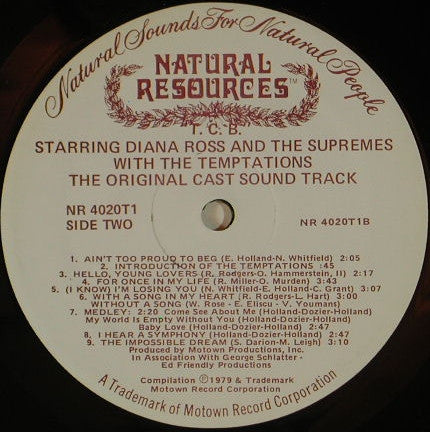 Natural Sounds For Natural People
NATURAL
RESOURCES™
T. C. B.
STARRING DIANA ROSS AND THE SUPREMES
WITH THE TEMPTATIONS
THE ORIGINAL CAST SOUND TRACK
NR 4020T1
SIDE TWO
NR 4020T1B
1. AIN'T TOO PROUD TO BEG (E. Holland-N. Whitfield) 2:05
2. INTRODUCTION OF THE TEMPTATIONS :45
3. HELLO, YOUNG LOVERS (R. Rodgers-O. Hammerstein, II) 2:17
4. FOR ONCE IN MY LIFE (R. Miller-O. Murden) 3:43
5. (I KNOW) I'M LOSING YOU (N. Whitfield-E. Holland-C. Grant) 3:07
6. WITH A SONG IN MY HEART (R. Rodgers-L. Hart) 3:00
WITHOUT A SONG (W. Rose - E. Eliscu - V. Youmant)
7. MEDLEY: 2:20 Come See About Me (Holland-Dozier-Holland)
My World Is Empty Without You (Holland-Dozier-Holland)
Baby Love (Holland-Dozier-Holland)
8. I HEAR A SYMPHONY (Holland-Dozier-Holland) 2:47
9. THE IMPOSSIBLE DREAM (S. Darion-M. Leigh) 3:10
Produced by Motown Productions, Inc.
In Association With George Schlatter -
Ed Friendly Productions
Compilation ℗1979 & Trademark
Motown Record Corporation
A Trademark of Motown Record Corporation